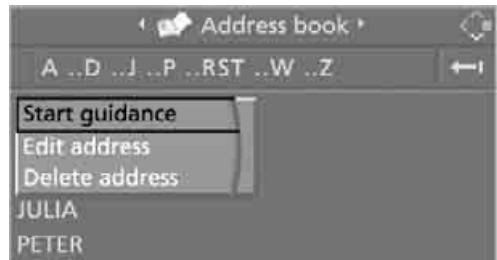 Address book
A ..D ..J ..P ..RST ..W ..Z
Start guidance
Edit address
Delete address
JULIA
PETER